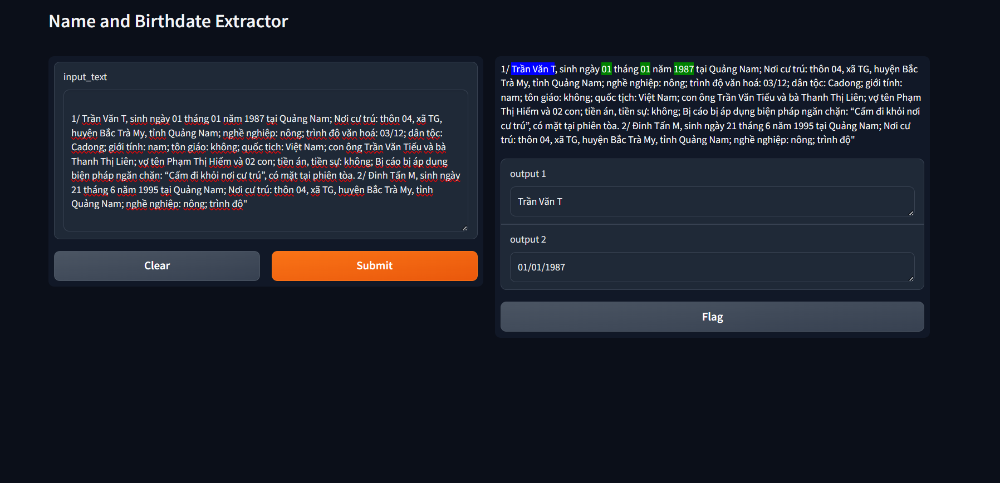 Name and Birthdate Extractor
input_text
1/ Trần Văn T, sinh ngày 01 tháng 01 năm 1987 tại Quảng Nam; Nơi cư trú: thôn 04, xã TG,
huyện Bắc Trà My, tỉnh Quảng Nam; nghề nghiệp: nông; trình độ văn hoá: 03/12; dân tộc:
Cadong; giới tính: nam; tôn giáo: không; quốc tịch: Việt Nam; con ông Trần Văn Tiếu và bà
Thanh Thị Liên; vợ tên Phạm Thị Hiếm và 02 con; tiền án, tiền sự: không; Bị cáo bị áp dụng
biện pháp ngăn chặn: “Cấm đi khỏi nơi cư trú”, có mặt tại phiên tòa. 2/ Đinh Tấn M, sinh ngày
21 tháng 6 năm 1995 tại Quảng Nam; Nơi cư trú: thôn 04, xã TG, huyện Bắc Trà My, tỉnh
Quảng Nam; nghề nghiệp: nông; trình độ"
Clear
Submit
1/ Trần Văn T, sinh ngày 01 tháng 01 năm 1987 tại Quảng Nam; Nơi cư trú: thôn 04, xã TG, huyện Bắc
Trà My, tỉnh Quảng Nam; nghề nghiệp: nông; trình độ văn hoá: 03/12; dân tộc: Cadong; giới tính:
nam; tôn giáo: không; quốc tịch: Việt Nam; con ông Trần Văn Tiếu và bà Thanh Thị Liên; vợ tên Phạm
Thị Hiếm và 02 con; tiền án, tiền sự: không; Bị cáo bị áp dụng biện pháp ngăn chặn: “Cấm đi khỏi nơi
cư trú”, có mặt tại phiên tòa. 2/ Đinh Tấn M, sinh ngày 21 tháng 6 năm 1995 tại Quảng Nam; Nơi cư
trú: thôn 04, xã TG, huyện Bắc Trà My, tỉnh Quảng Nam; nghề nghiệp: nông; trình độ"
output 1
Trần Văn T
output 2
01/01/1987
Flag